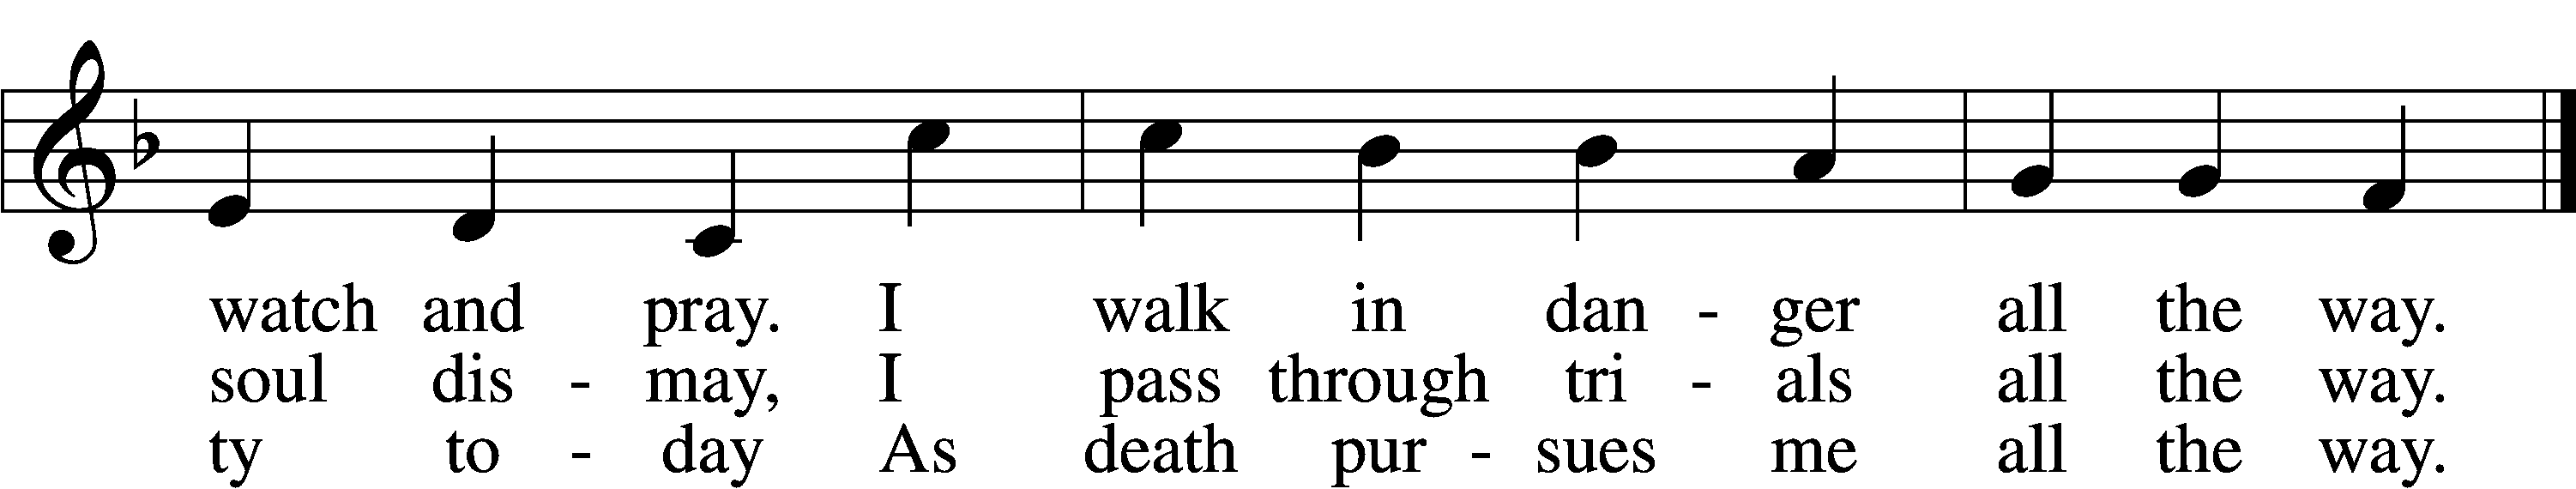 watch and pray. I walk in dan - ger all the way.
soul dis - may, I pass through tri - als all the way.
ty to - day As death pur - sues me all the way.